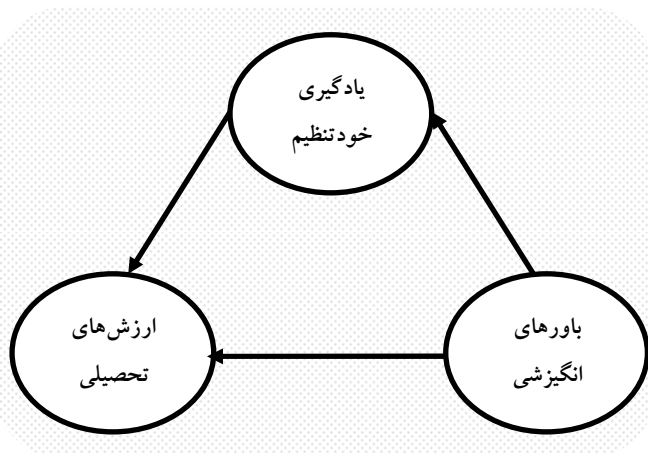 یادگیری
خودتنظیم
باورهای
انگیزشی
ارزش‌های
تحصیلی